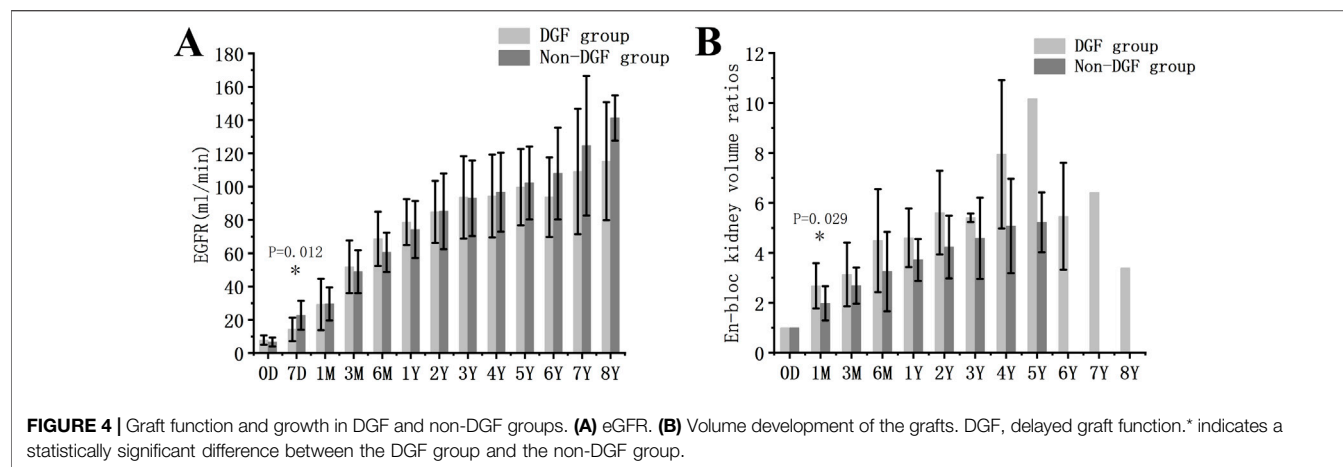 A
DGF group
Non-DGF group
EGFR(ml/min)
180
160
140
120
100
80
60
40
20
0
P=0.012
*
0D 7D 1M 3M 6M 1Y 2Y 3Y 4Y 5Y 6Y 7Y 8Y
B
DGF group
Non-DGF group
En-bloc kidney volume ratios
12
10
8
6
4
2
0
P=0.029
*
0D 1M 3M 6M 1Y 2Y 3Y 4Y 5Y 6Y 7Y 8Y
FIGURE 4 | Graft function and growth in DGF and non-DGF groups. (A) eGFR. (B) Volume development of the grafts. DGF, delayed graft function.* indicates a
statistically significant difference between the DGF group and the non-DGF group.